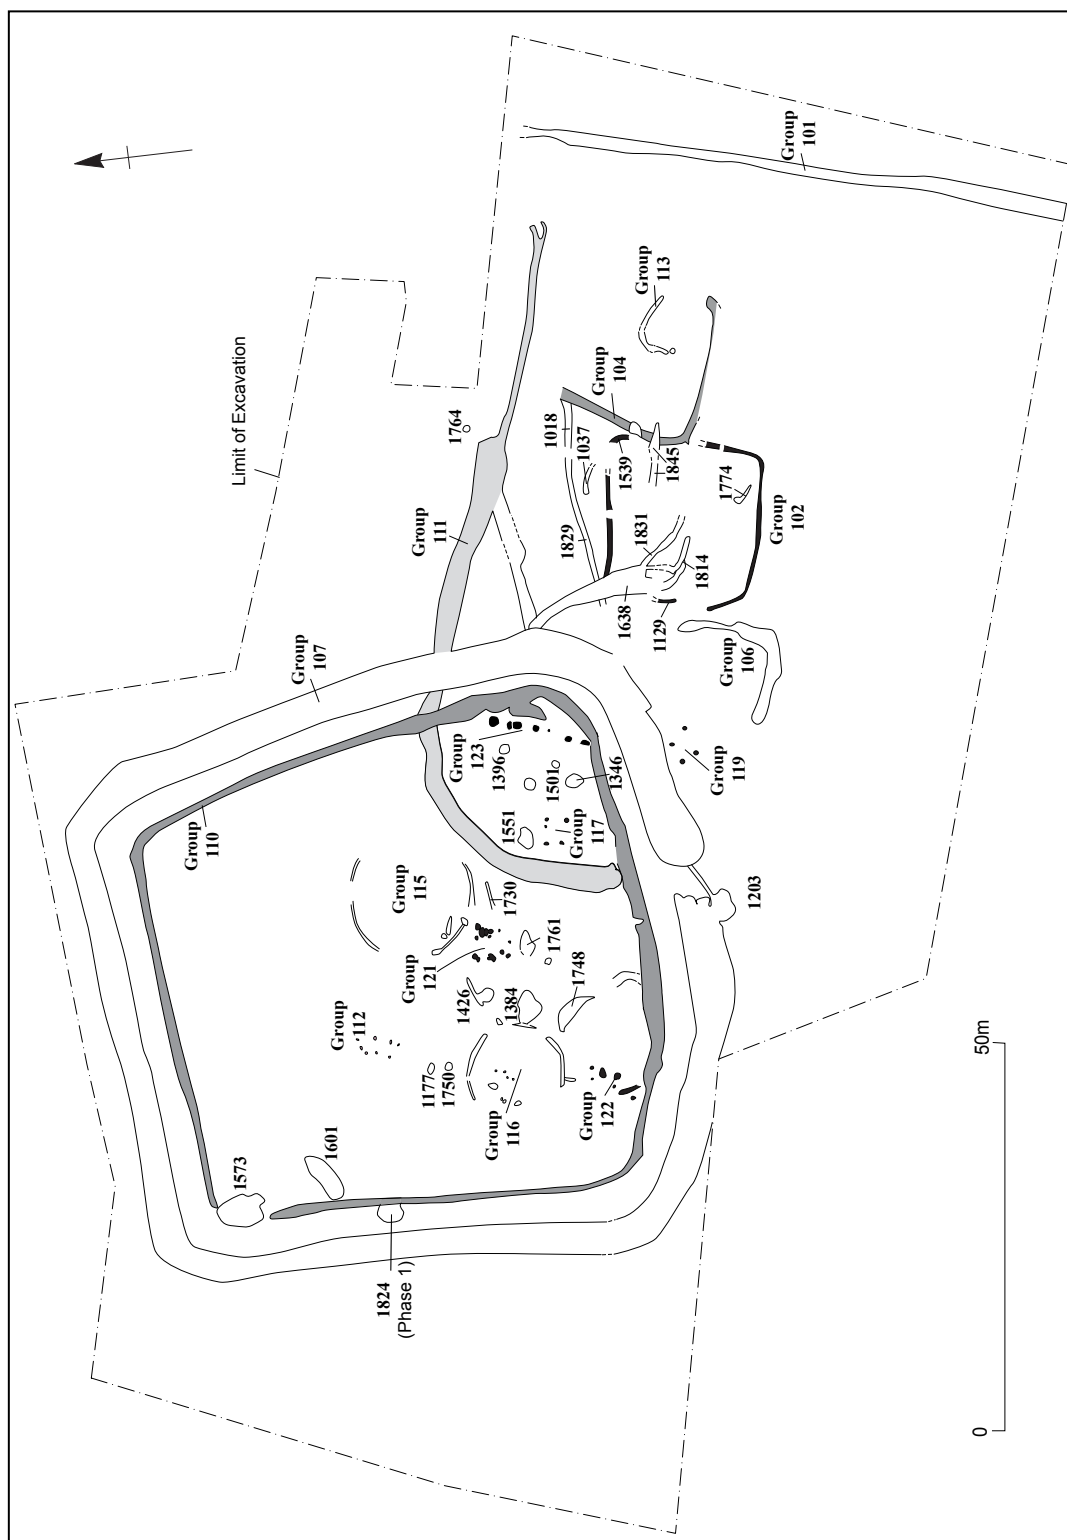 Limit of Excavation
Group
101
Group
113
Group
104
1764
1018
1037
1539
1845
1774
Group
102
Group
111
1829
1831
1814
1638
1129
Group
106
Group
107
Group
123
1396
1501
1346
Group
119
Group
110
1551
Group
117
Group
115
1730
1203
Group
121
1761
1426
1384
1748
Group
112
1177
1750
Group
116
Group
122
1601
1573
1824
(Phase 1)
0
50m